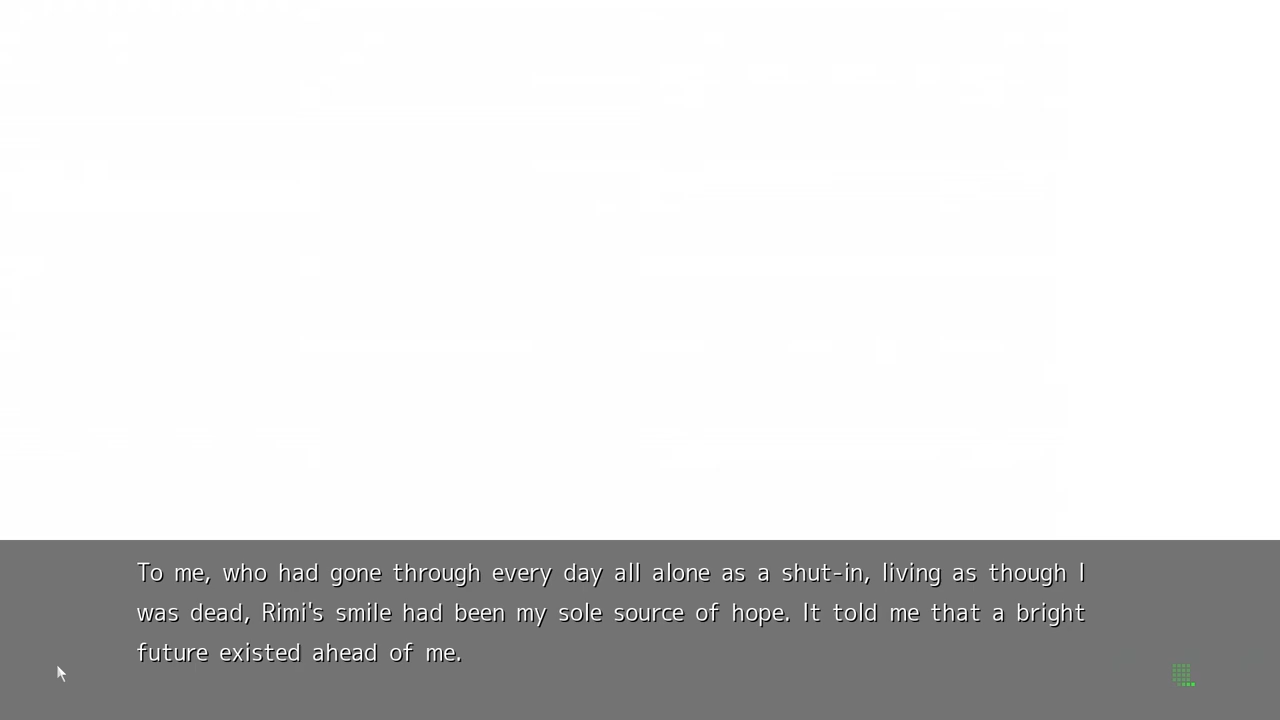 To me, who had gone through every day all alone as a shut-in, living as though I
was dead, Rimi's smile had been my sole source of hope. It told me that a bright
future existed ahead of me.